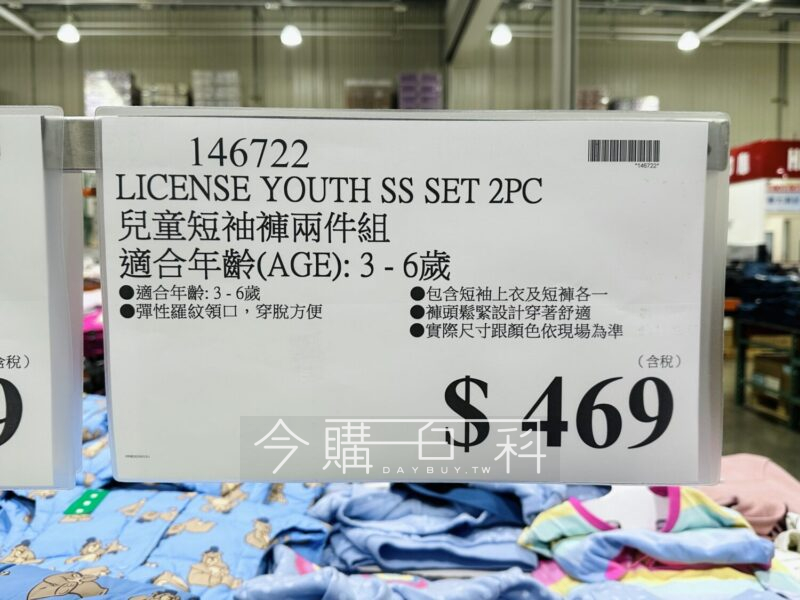 146722
*146722*
LICENSE YOUTH SS SET 2PC
兒童短袖褲兩件組
適合年齡(AGE): 3 - 6歲
●適合年齡: 3 - 6歲
●彈性羅紋領口，穿脫方便
●包含短袖上衣及短褲各一
●褲頭鬆緊設計穿著舒適
●實際尺寸跟顏色依現場為準
(含稅)
$ 469
含稅)
9
今購百科
DAYBUY.TW
H